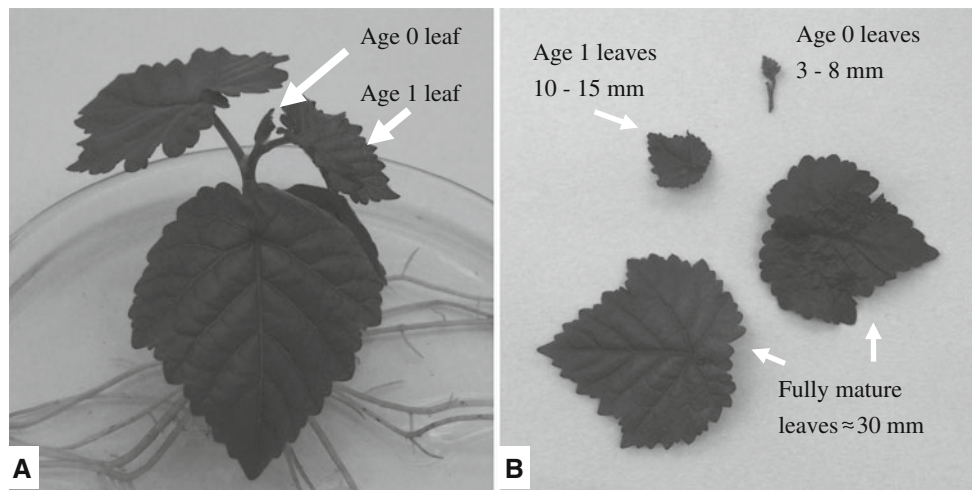 Age 0 leaf
Age 1 leaf
A
Age 1 leaves
10 - 15 mm
Age 0 leaves
3 - 8 mm
Fully mature
leaves ≈ 30 mm
B